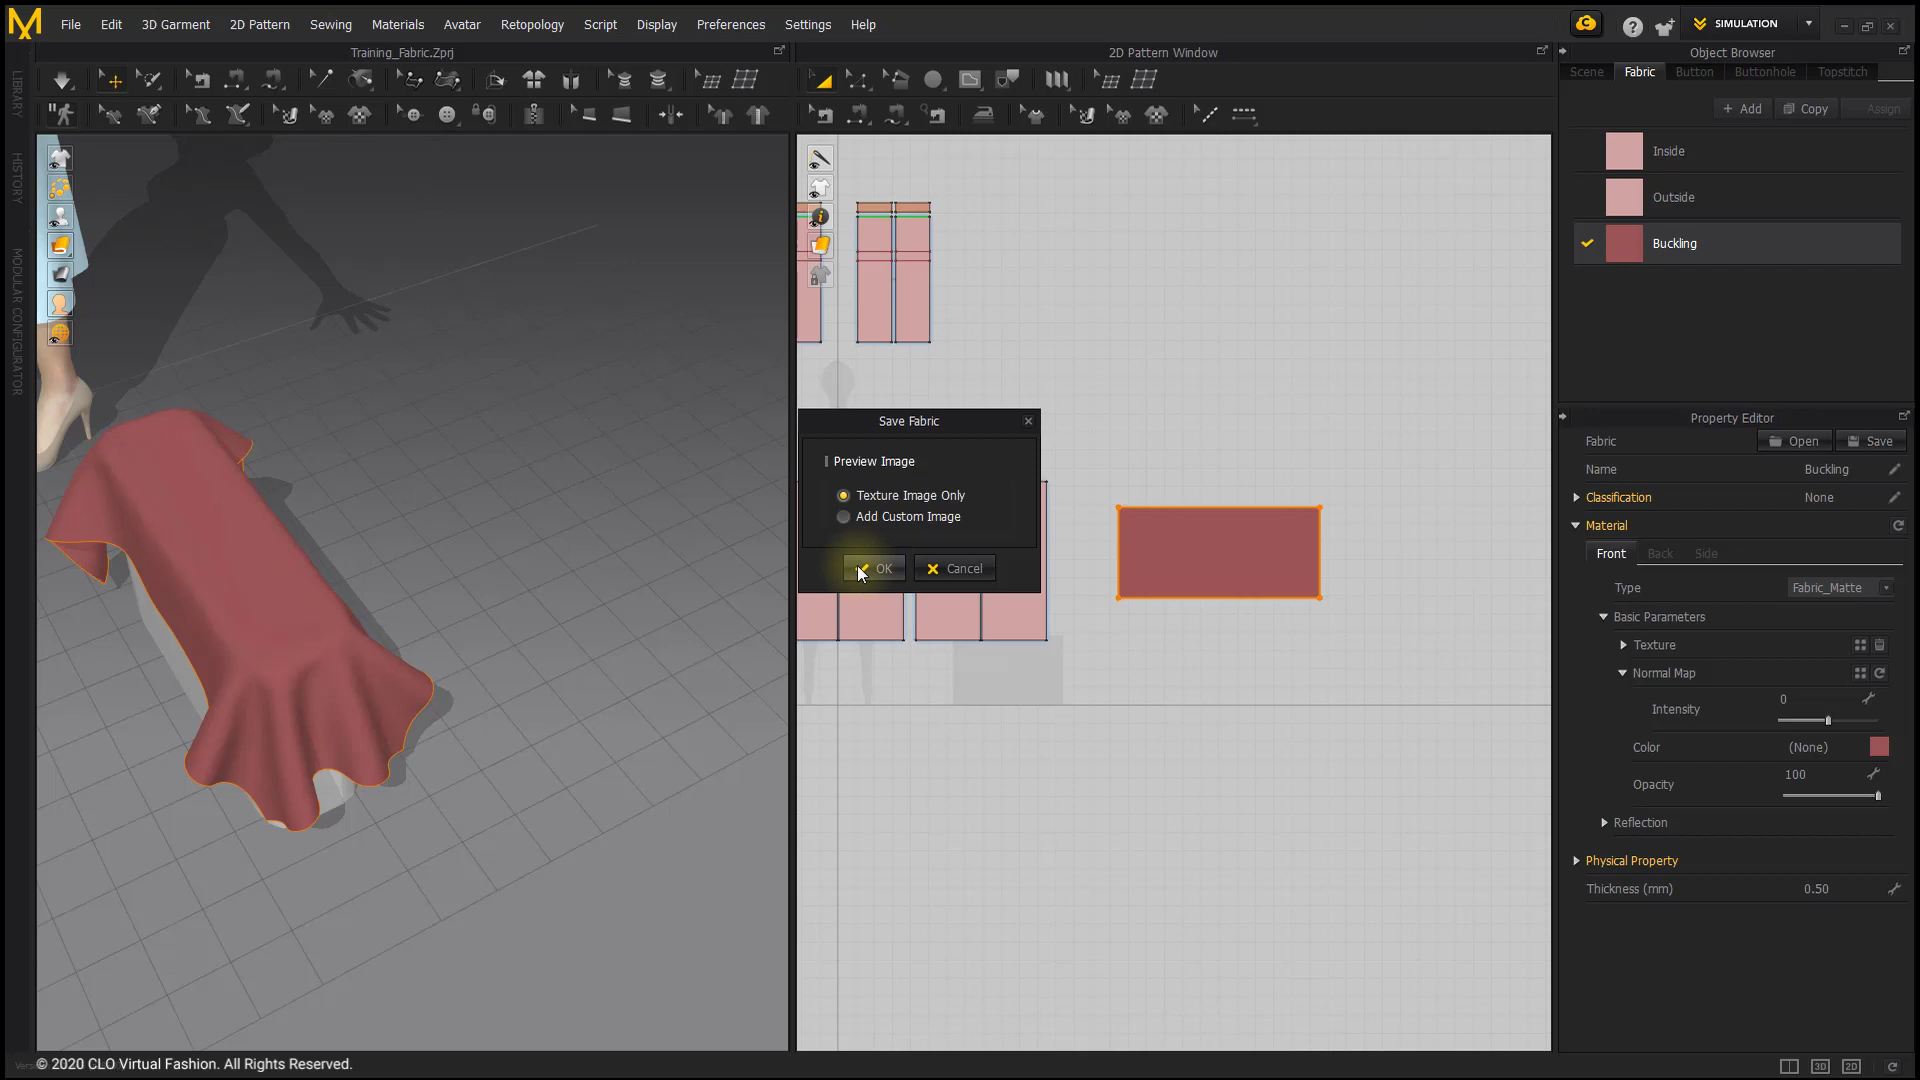 File Edit 3D Garment 2D Pattern Sewing Materials Avatar Retopology Script Display Preferences Settings Help
SIMULATION
Training_Fabric.Zprj
2D Pattern Window
Object Browser
Scene Fabric Button Buttonhole Topstitch
+ Add Copy Assign
Inside
Outside
Buckling
LIBRARY
HISTORY
MODULAR CONFIGURATOR
Save Fabric
Preview Image
Texture Image Only
Add Custom Image
OK Cancel
Property Editor
Fabric Open Save
Name Buckling
Classification None
Material
Front Back Side
Type Fabric_Matte
Basic Parameters
Texture
Normal Map
0
Intensity
Color (None)
100
Opacity
Reflection
Physical Property
Thickness (mm) 0.50
© 2020 CLO Virtual Fashion. All Rights Reserved.
3D 2D